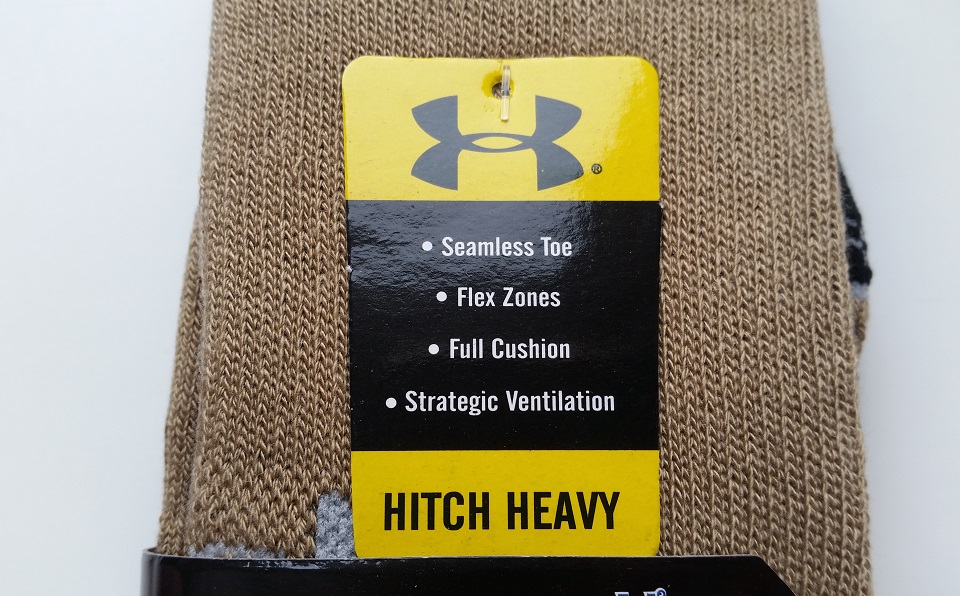 ®
• Seamless Toe
• Flex Zones
• Full Cushion
• Strategic Ventilation
HITCH HEAVY